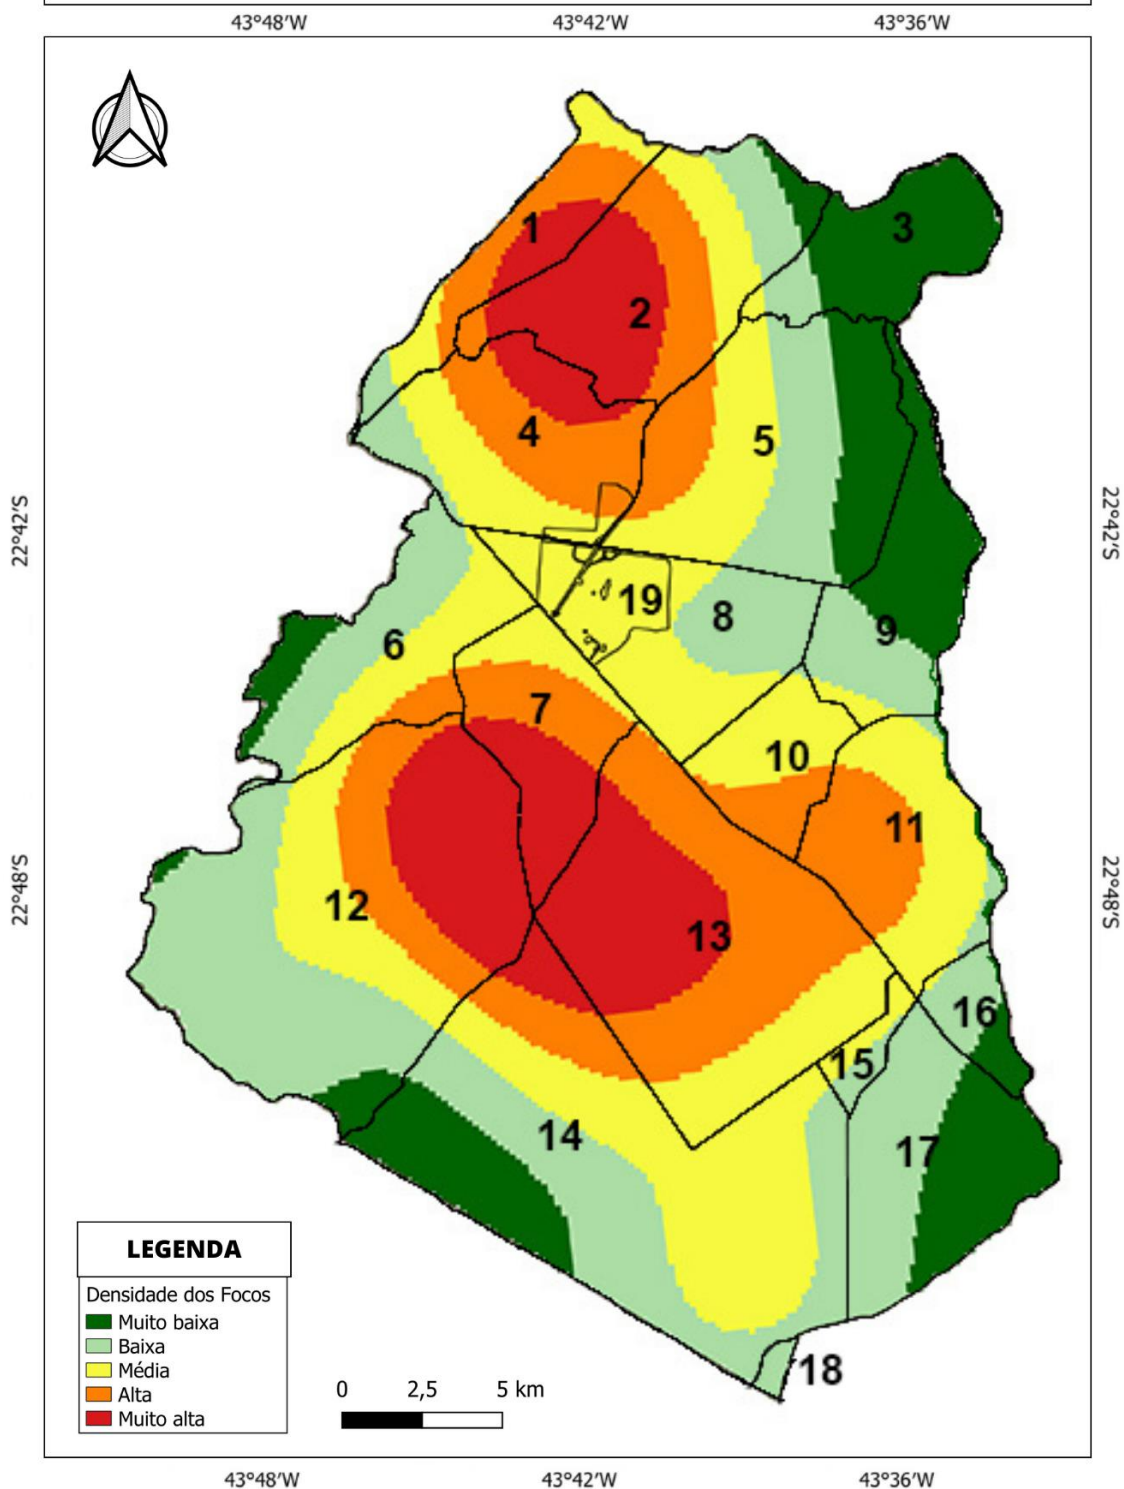 43°48'W 43°42'W 43°36'W
1
2
3
4
5
22°42'S 22°42'S
19
8
9
6
7
10
11
22°48'S 22°48'S
12
13
16
15
14
17
18
LEGENDA
Densidade dos Focos
Muito baixa
Baixa
Média
Alta
Muito alta
0 2,5 5 km
43°48'W 43°42'W 43°36'W